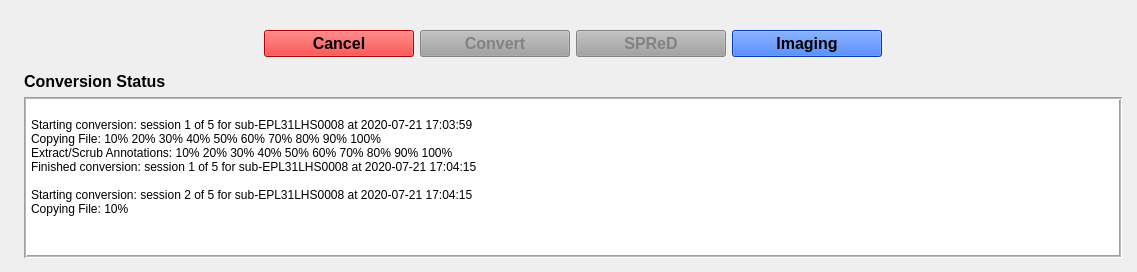 Cancel Convert SPReD Imaging
Conversion Status
Starting conversion: session 1 of 5 for sub-EPL31LHS0008 at 2020-07-21 17:03:59
Copying File: 10% 20% 30% 40% 50% 60% 70% 80% 90% 100%
Extract/Scrub Annotations: 10% 20% 30% 40% 50% 60% 70% 80% 90% 100%
Finished conversion: session 1 of 5 for sub-EPL31LHS0008 at 2020-07-21 17:04:15
Starting conversion: session 2 of 5 for sub-EPL31LHS0008 at 2020-07-21 17:04:15
Copying File: 10%